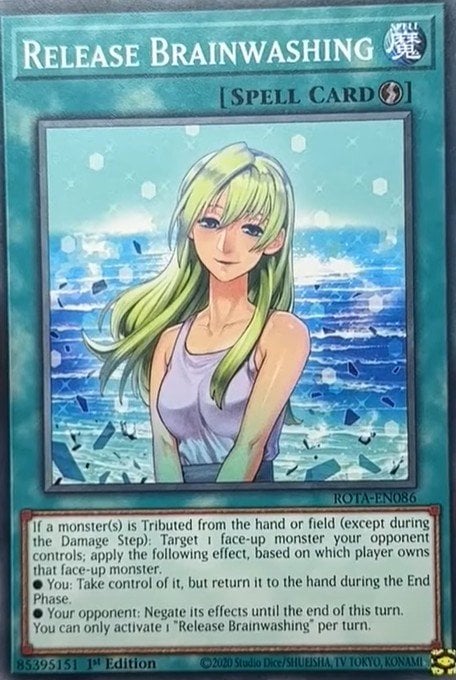 RELEASE BRAINWASHING
SPELL
魔
[SPELL CARD]
ROTA-EN086
If a monster(s) is Tributed from the hand or field (except during
the Damage Step): Target 1 face-up monster your opponent
controls; apply the following effect, based on which player owns
that face-up monster.
● You: Take control of it, but return it to the hand during the End
Phase.
● Your opponent: Negate its effects until the end of this turn.
You can only activate 1 "Release Brainwashing" per turn.
85395151 1st Edition ©2020 Studio Dice/SHUEISHA, TV TOKYO, KONAMI